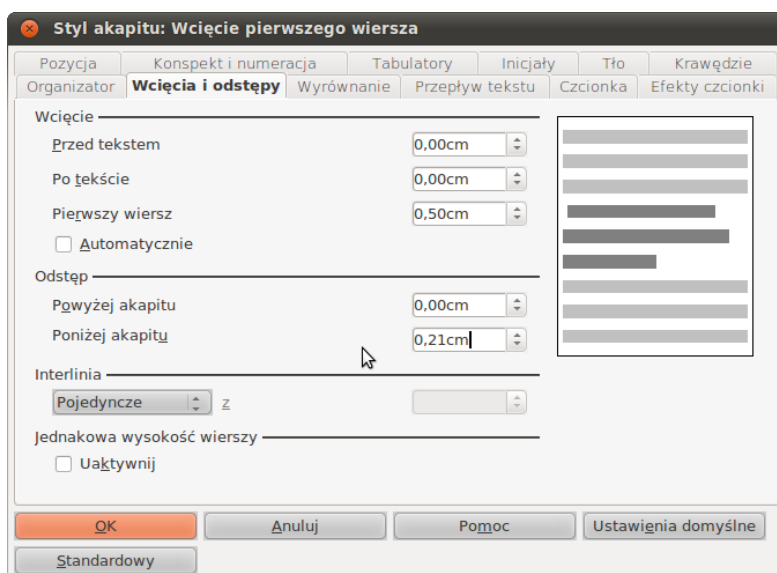 Styl akapitu: Wcięcie pierwszego wiersza
Pozycja Konspekt i numeracja Tabulatory Inicjały Tło Krawędzie
Organizator Wcięcia i odstępy Wyrównanie Przepływ tekstu Czcionka Efekty czcionki
Wcięcie
Przed tekstem 0,00cm
Po tekście 0,00cm
Pierwszy wiersz 0,50cm
Automatycznie
Odstęp
Powyżej akapitu 0,00cm
Poniżej akapitu 0,21cm
Interlinia
Pojedyncze z
Jednakowa wysokość wierszy
Uaktywnij
OK Anuluj Pomoc Ustawienia domyślne
Standardowy